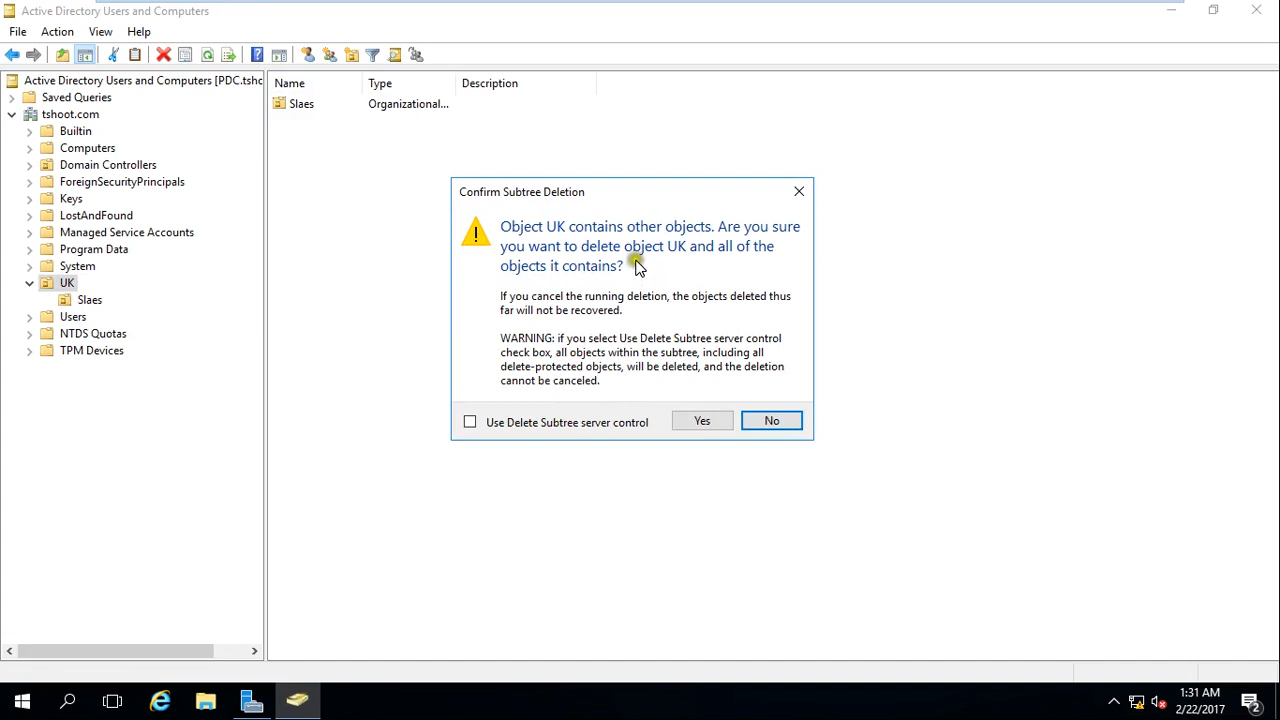 Active Directory Users and Computers
File Action View Help
Active Directory Users and Computers [PDC.tshc
Saved Queries
tshoot.com
Builtin
Computers
Domain Controllers
ForeignSecurityPrincipals
Keys
LostAndFound
Managed Service Accounts
Program Data
System
UK
Slaes
Users
NTDS Quotas
TPM Devices
Name Type Description
Slaes Organizational...
Confirm Subtree Deletion
Object UK contains other objects. Are you sure
you want to delete object UK and all of the
objects it contains?
If you cancel the running deletion, the objects deleted thus
far will not be recovered.
WARNING: if you select Use Delete Subtree server control
check box, all objects within the subtree, including all
delete-protected objects, will be deleted, and the deletion
cannot be canceled.
Use Delete Subtree server control Yes No
1:31 AM
2/22/2017
2